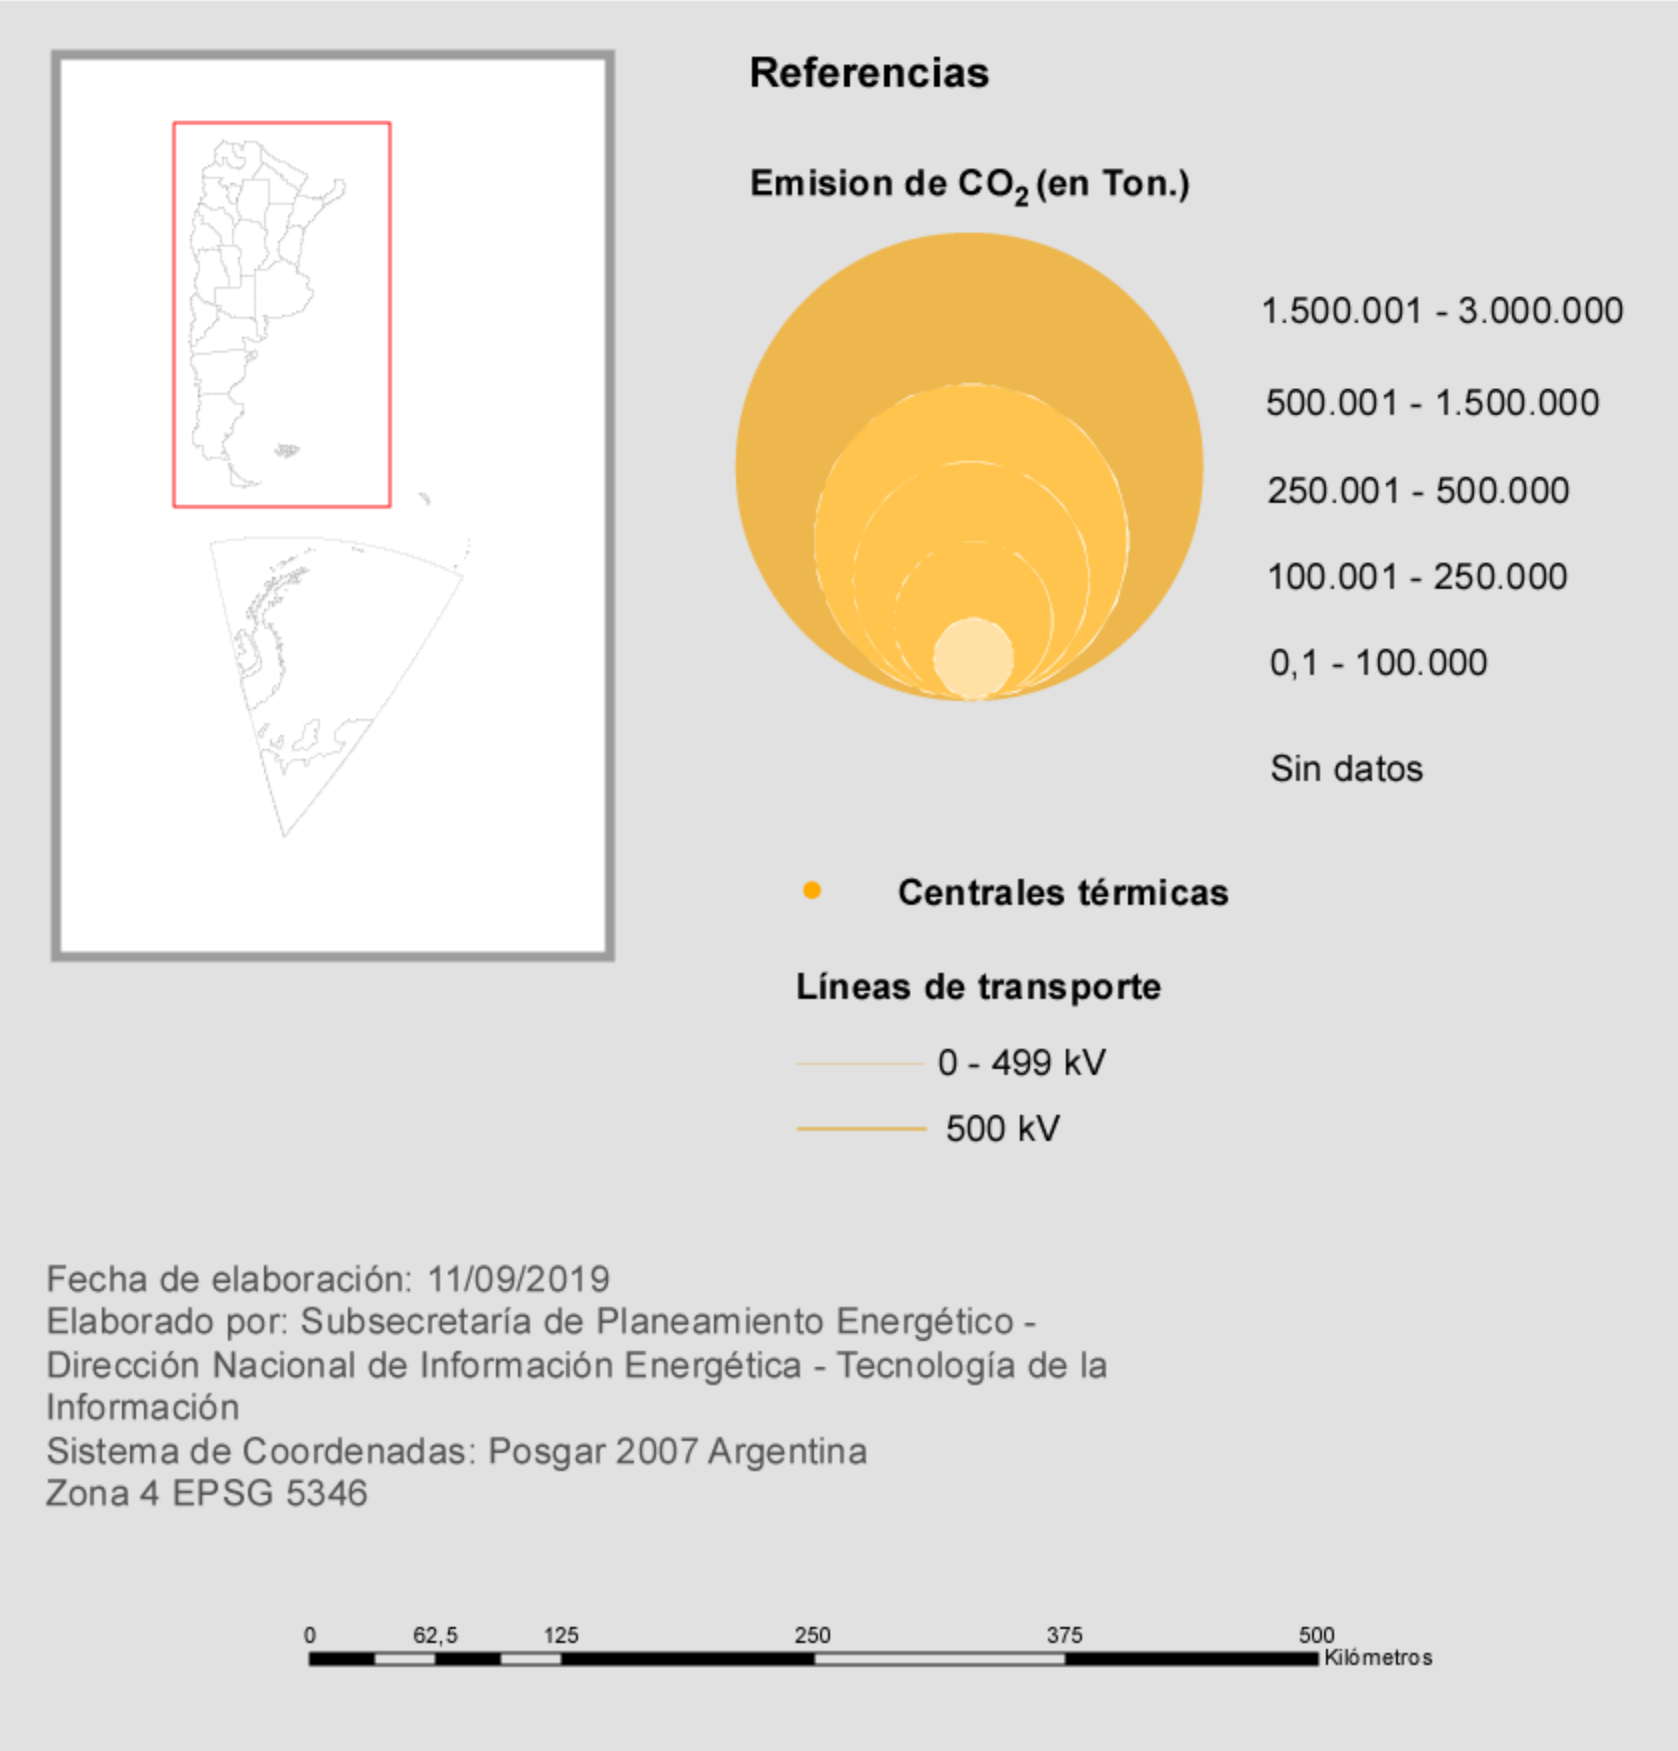 Referencias
Emision de CO₂ (en Ton.)
1.500.001 - 3.000.000
500.001 - 1.500.000
250.001 - 500.000
100.001 - 250.000
0,1 - 100.000
Sin datos
Centrales térmicas
Líneas de transporte
0 - 499 kV
500 kV
Fecha de elaboración: 11/09/2019
Elaborado por: Subsecretaría de Planeamiento Energético -
Dirección Nacional de Información Energética - Tecnología de la
Información
Sistema de Coordenadas: Posgar 2007 Argentina
Zona 4 EPSG 5346
0 62,5 125 250 375 500
Kilómetros